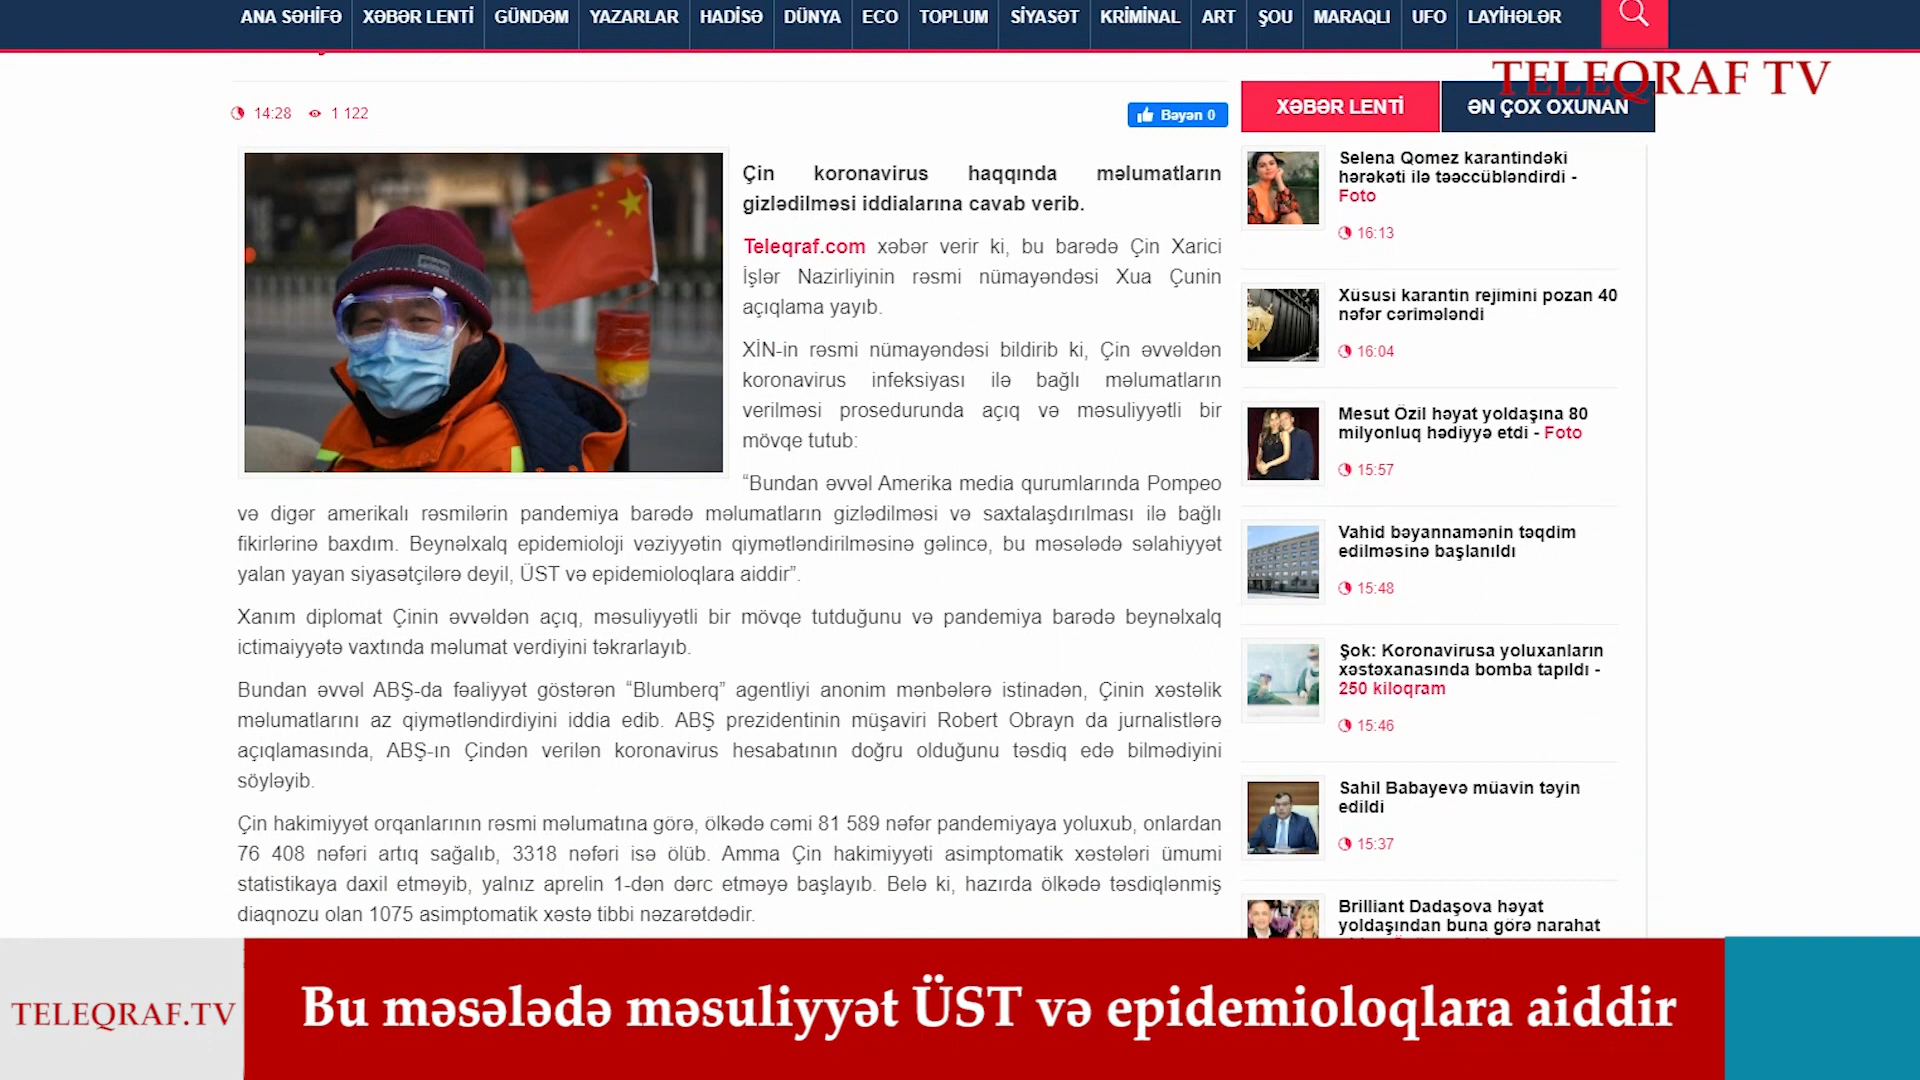 ANA SƏHİFƏ XƏBƏR LENTİ GÜNDƏM YAZARLAR HADİSƏ DÜNYA ECO TOPLUM SİYASƏT KRİMİNAL ART ŞOU MARAQLI UFO LAYİHƏLƏR
TELEQRAF TV
14:28 1 122
Bəyən 0
Çin koronavirus haqqında məlumatların
gizlədilməsi iddialarına cavab verib.
Teleqraf.com xəbər verir ki, bu barədə Çin Xarici
İşlər Nazirliyinin rəsmi nümayəndəsi Xua Çunin
açıqlama yayıb.
XİN-in rəsmi nümayəndəsi bildirib ki, Çin əvvəldən
koronavirus infeksiyası ilə bağlı məlumatların
verilməsi prosedurunda açıq və məsuliyyətli bir
mövqe tutub:
“Bundan əvvəl Amerika media qurumlarında Pompeo
və digər amerikalı rəsmilərin pandemiya barədə məlumatların gizlədilməsi və saxtalaşdırılması ilə bağlı
fikirlərinə baxdım. Beynəlxalq epidemioloji vəziyyətin qiymətləndirilməsinə gəlincə, bu məsələdə səlahiyyət
yalan yayan siyasətçilərə deyil, ÜST və epidemioloqlara aiddir”.
Xanım diplomat Çinin əvvəldən açıq, məsuliyyətli bir mövqe tutduğunu və pandemiya barədə beynəlxalq
ictimaiyyətə vaxtında məlumat verdiyini təkrarlayıb.
Bundan əvvəl ABŞ-da fəaliyyət göstərən “Blumberq” agentliyi anonim mənbələrə istinadən, Çinin xəstəlik
məlumatlarını az qiymətləndirdiyini iddia edib. ABŞ prezidentinin müşaviri Robert Obrayn da jurnalistlərə
açıqlamasında, ABŞ-ın Çindən verilən koronavirus hesabatının doğru olduğunu təsdiq edə bilmədiyini
söyləyib.
Çin hakimiyyət orqanlarının rəsmi məlumatına görə, ölkədə cəmi 81 589 nəfər pandemiyaya yoluxub, onlardan
76 408 nəfəri artıq sağalıb, 3318 nəfəri isə ölüb. Amma Çin hakimiyyəti asimptomatik xəstələri ümumi
statistikaya daxil etməyib, yalnız aprelin 1-dən dərc etməyə başlayıb. Belə ki, hazırda ölkədə təsdiqlənmiş
diaqnozu olan 1075 asimptomatik xəstə tibbi nəzarətdədir.
XƏBƏR LENTİ ƏN ÇOX OXUNAN
Selena Qomez karantindəki
hərəkəti ilə təəccübləndirdi -
Foto
16:13
Xüsusi karantin rejimini pozan 40
nəfər cərimələndi
16:04
Mesut Özil həyat yoldaşına 80
milyonluq hədiyyə etdi - Foto
15:57
Vahid bəyannamənin təqdim
edilməsinə başlanıldı
15:48
Şok: Koronavirusa yoluxanların
xəstəxanasında bomba tapıldı -
250 kiloqram
15:46
Sahil Babayevə müavin təyin
edildi
15:37
Brilliant Dadaşova həyat
yoldaşından buna görə narahat
TELEQRAF.TV
Bu məsələdə məsuliyyət ÜST və epidemioloqlara aiddir